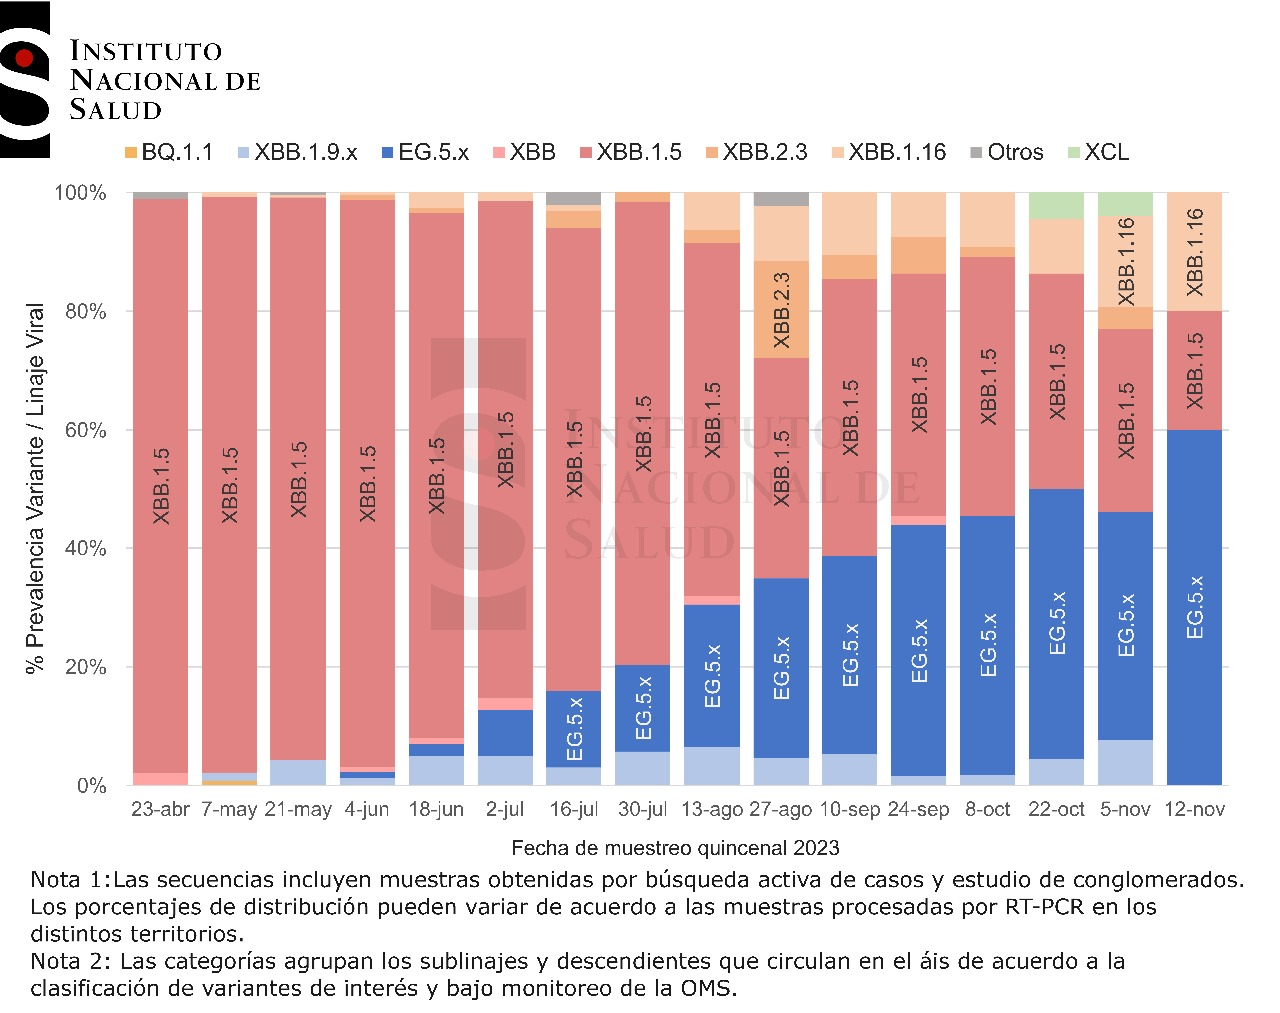 INSTITUTO
NACIONAL DE
SALUD
BQ.1.1 XBB.1.9.x EG.5.x XBB XBB.1.5 XBB.2.3 XBB.1.16 Otros XCL
% Prevalencia Variante / Linaje Viral
100%
80%
60%
40%
20%
0%
XBB.1.5
XBB.1.5
XBB.1.5
XBB.1.5
XBB.1.5
XBB.1.5
XBB.1.5
EG.5.x
XBB.1.5
EG.5.x
XBB.1.5
EG.5.x
XBB.2.3
XBB.1.5
EG.5.x
XBB.1.5
EG.5.x
XBB.1.5
EG.5.x
XBB.1.5
EG.5.x
XBB.1.5
EG.5.x
XBB.1.16
XBB.1.5
EG.5.x
XBB.1.16
XBB.1.5
EG.5.x
INSTITUTO
NACIONAL DE
SALUD
23-abr 7-may 21-may 4-jun 18-jun 2-jul 16-jul 30-jul 13-ago 27-ago 10-sep 24-sep 8-oct 22-oct 5-nov 12-nov
Fecha de muestreo quincenal 2023
Nota 1:Las secuencias incluyen muestras obtenidas por búsqueda activa de casos y estudio de conglomerados.
Los porcentajes de distribución pueden variar de acuerdo a las muestras procesadas por RT-PCR en los
distintos territorios.
Nota 2: Las categorías agrupan los sublinajes y descendientes que circulan en el áis de acuerdo a la
clasificación de variantes de interés y bajo monitoreo de la OMS.